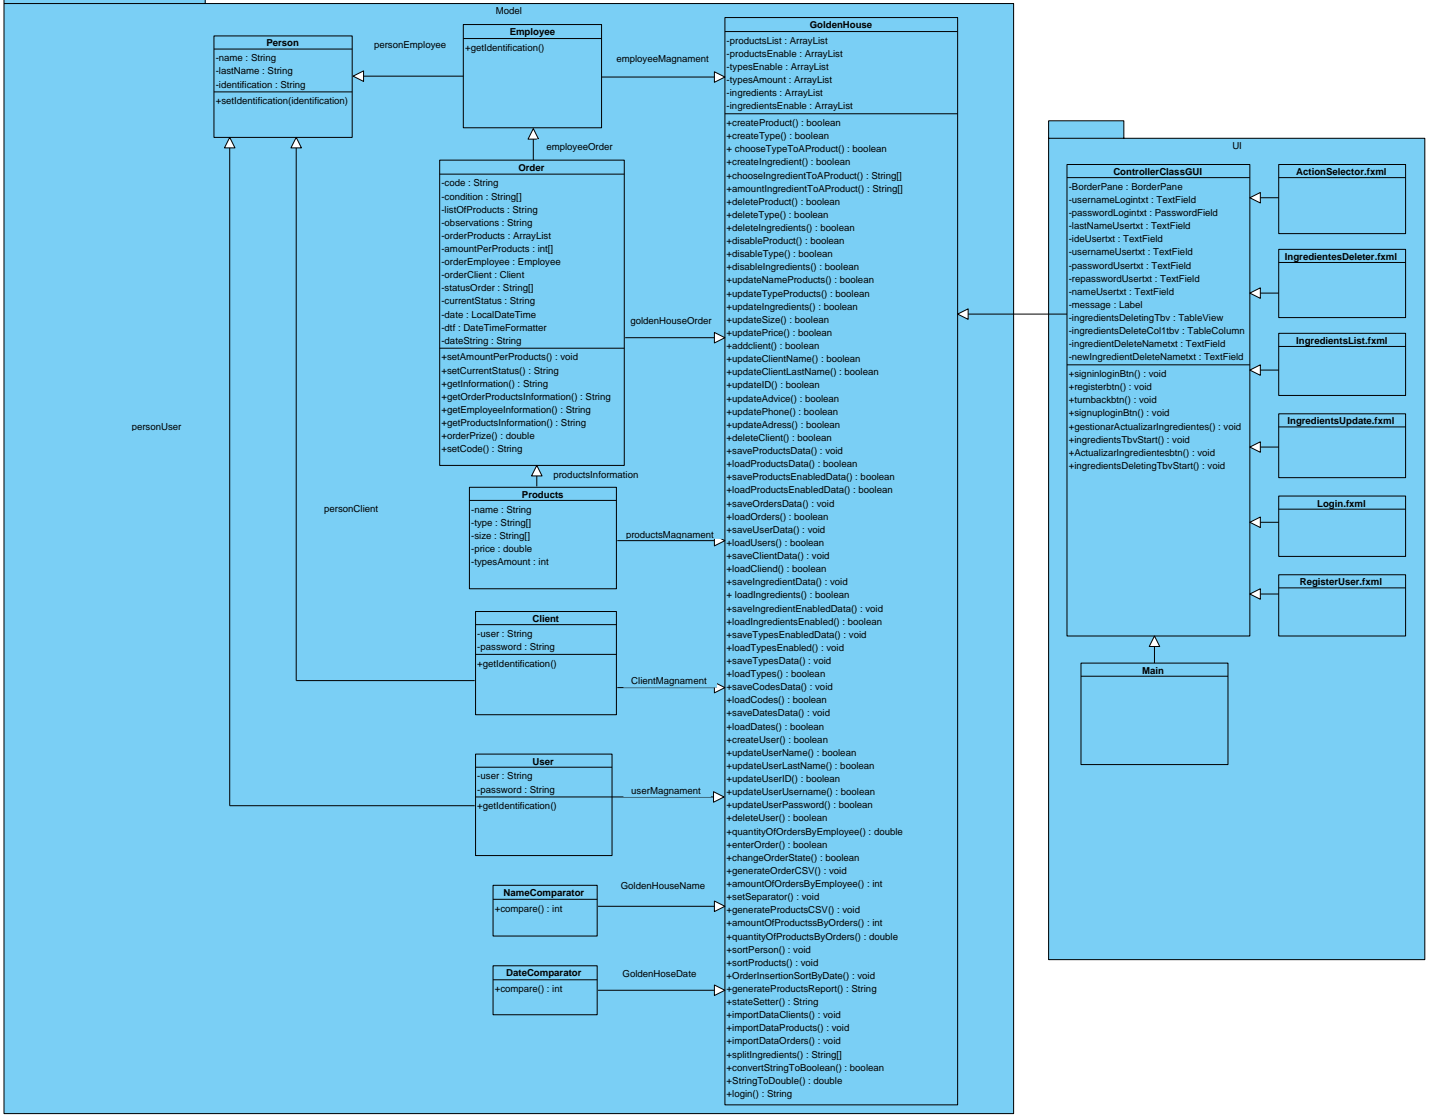 Model
Person
-name : String
-lastName : String
-identification : String
+setIdentification(identification)
personEmployee
Employee
+getIdentification()
employeeMagnament
employeeOrder
Order
-code : String
-condition : String[]
-listOfProducts : String
-observations : String
-orderProducts : ArrayList
-amountPerProducts : int[]
-orderEmployee : Employee
-orderClient : Client
-statusOrder : String[]
-currentStatus : String
-date : LocalDateTime
-dtf : DateTimeFormatter
-dateString : String
+setAmountPerProducts() : void
+setCurrentStatus() : String
+getInformation() : String
+getOrderProductsInformation() : String
+getEmployeeInformation() : String
+getProductsInformation() : String
+orderPrize() : double
+setCode() : String
goldenHouseOrder
personUser
personClient
productsInformation
Products
-name : String
-type : String[]
-size : String[]
-price : double
-typesAmount : int
productsMagnament
Client
-user : String
-password : String
+getIdentification()
ClientMagnament
User
-user : String
-password : String
+getIdentification()
userMagnament
NameComparator
+compare() : int
GoldenHouseName
DateComparator
+compare() : int
GoldenHoseDate
GoldenHouse
-productsList : ArrayList
-productsEnable : ArrayList
-typesEnable : ArrayList
-typesAmount : ArrayList
-ingredients : ArrayList
-ingredientsEnable : ArrayList
+createProduct() : boolean
+createType() : boolean
+ chooseTypeToAProduct() : boolean
+createIngredient() : boolean
+chooseIngredientToAProduct() : String[]
+amountIngredientToAProduct() : String[]
+deleteProduct() : boolean
+deleteType() : boolean
+deleteIngredients() : boolean
+disableProduct() : boolean
+disableType() : boolean
+disableIngredients() : boolean
+updateNameProducts() : boolean
+updateTypeProducts() : boolean
+updateIngredients() : boolean
+updateSize() : boolean
+updatePrice() : boolean
+addclient() : boolean
+updateClientName() : boolean
+updateClientLastName() : boolean
+updateID() : boolean
+updateAdvice() : boolean
+updatePhone() : boolean
+updateAdress() : boolean
+deleteClient() : boolean
+saveProductsData() : void
+loadProductsData() : boolean
+saveProductsEnabledData() : boolean
+loadProductsEnabledData() : boolean
+saveOrdersData() : void
+loadOrders() : boolean
+saveUserData() : void
+loadUsers() : boolean
+saveClientData() : void
+loadCliend() : boolean
+saveIngredientData() : void
+ loadIngredients() : boolean
+saveIngredientEnabledData() : void
+loadIngredientsEnabled() : boolean
+saveTypesEnabledData() : void
+loadTypesEnabled() : void
+saveTypesData() : void
+loadTypes() : boolean
+saveCodesData() : void
+loadCodes() : boolean
+saveDatesData() : void
+loadDates() : boolean
+createUser() : boolean
+updateUserName() : boolean
+updateUserLastName() : boolean
+updateUserID() : boolean
+updateUserUsername() : boolean
+updateUserPassword() : boolean
+deleteUser() : boolean
+quantityOfOrdersByEmployee() : double
+enterOrder() : boolean
+changeOrderState() : boolean
+generateOrderCSV() : void
+amountOfOrdersByEmployee() : int
+setSeparator() : void
+generateProductsCSV() : void
+amountOfProductssByOrders() : int
+quantityOfProductsByOrders() : double
+sortPerson() : void
+sortProducts() : void
+OrderInsertionSortByDate() : void
+generateProductsReport() : String
+stateSetter() : String
+importDataClients() : void
+importDataProducts() : void
+importDataOrders() : void
+splitIngredients() : String[]
+convertStringToBoolean() : boolean
+StringToDouble() : double
+login() : String
UI
ControllerClassGUI
-BorderPane : BorderPane
-usernameLogintxt : TextField
-passwordLogintxt : PasswordField
-lastNameUsertxt : TextField
-ideUsertxt : TextField
-usernameUsertxt : TextField
-passwordUsertxt : TextField
-repasswordUsertxt : TextField
-nameUsertxt : TextField
-message : Label
-ingredientsDeletingTbv : TableView
-ingredientsDeleteCol1tbv : TableColumn
-ingredientDeleteNametxt : TextField
-newIngredientDeleteNametxt : TextField
+signinloginBtn() : void
+registerbtn() : void
+turnbackbtn() : void
+signuploginBtn() : void
+gestionarActualizarIngredientes() : void
+ingredientsTbvStart() : void
+ActualizarIngredientesbtn() : void
+ingredientsDeletingTbvStart() : void
Main
ActionSelector.fxml
IngredientesDeleter.fxml
IngredientsList.fxml
IngredientsUpdate.fxml
Login.fxml
RegisterUser.fxml